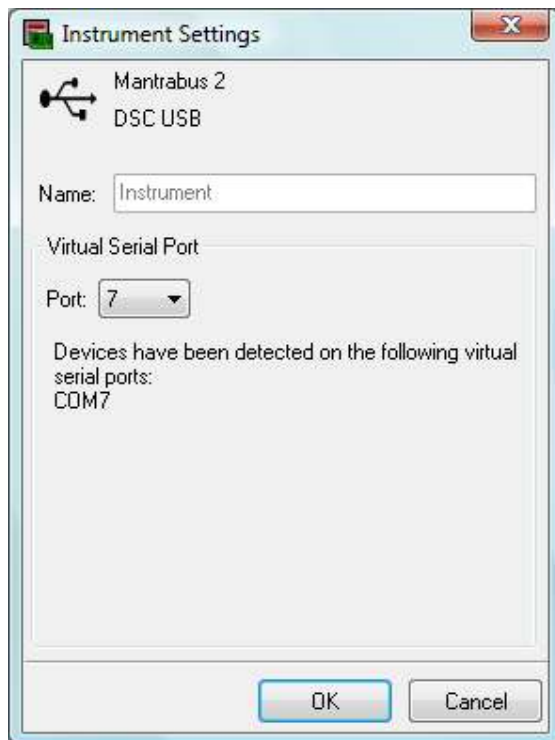 Instrument Settings
Mantrabus 2
DSC USB
Name: Instrument
Virtual Serial Port
Port: 7
Devices have been detected on the following virtual
serial ports:
COM7
OK Cancel